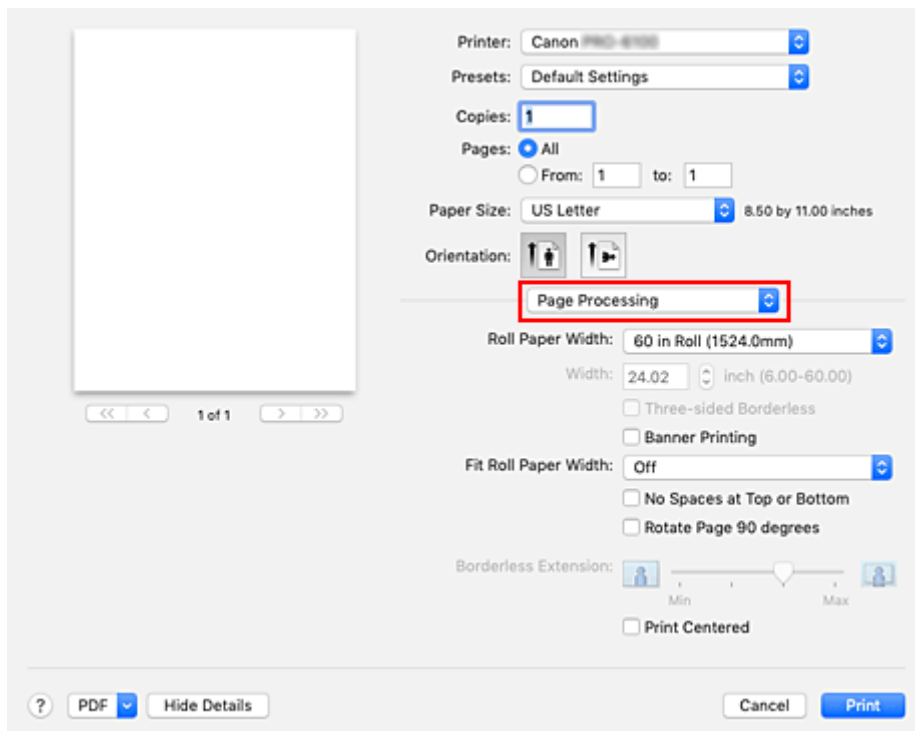 Printer: Canon
Presets: Default Settings
Copies: 1
Pages: All
From: 1 to: 1
Paper Size: US Letter 8.50 by 11.00 inches
Orientation:
Page Processing
Roll Paper Width: 60 in Roll (1524.0mm)
Width: 24.02 inch (6.00-60.00)
Three-sided Borderless
1 of 1
Banner Printing
Fit Roll Paper Width: Off
No Spaces at Top or Bottom
Rotate Page 90 degrees
Borderless Extension:
Min Max
Print Centered
? PDF Hide Details Cancel Print